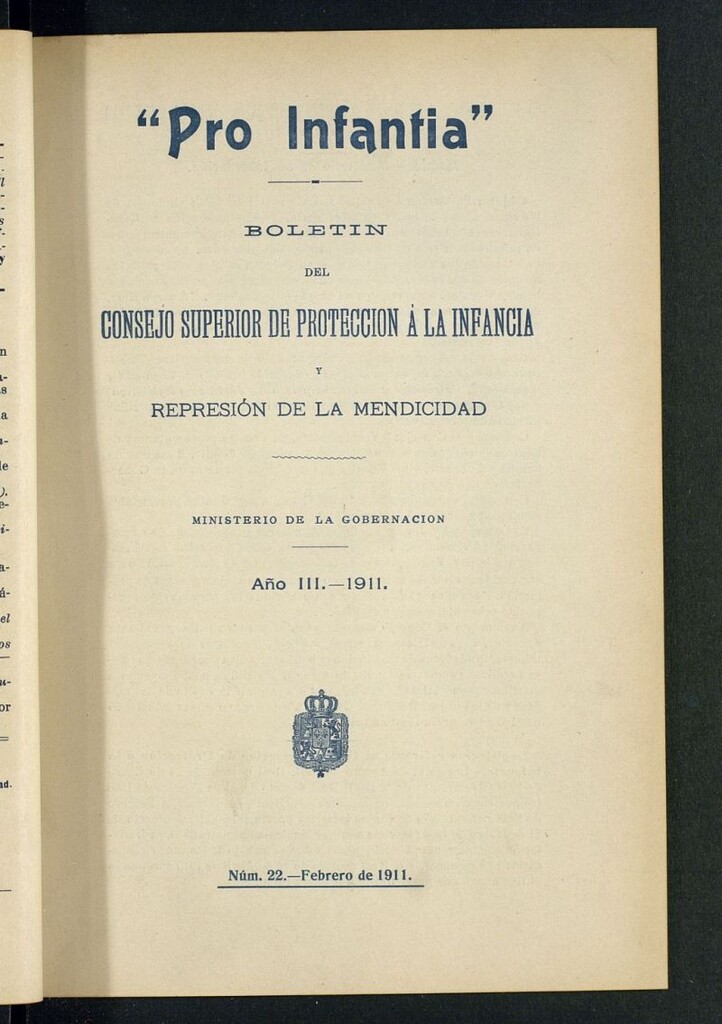 “Pro Infantia”
BOLETIN
DEL
CONSEJO SUPERIOR DE PROTECCION Á LA INFANCIA
Y
REPRESIÓN DE LA MENDICIDAD
MINISTERIO DE LA GOBERNACION
Año III.—1911.
Núm. 22.—Febrero de 1911.